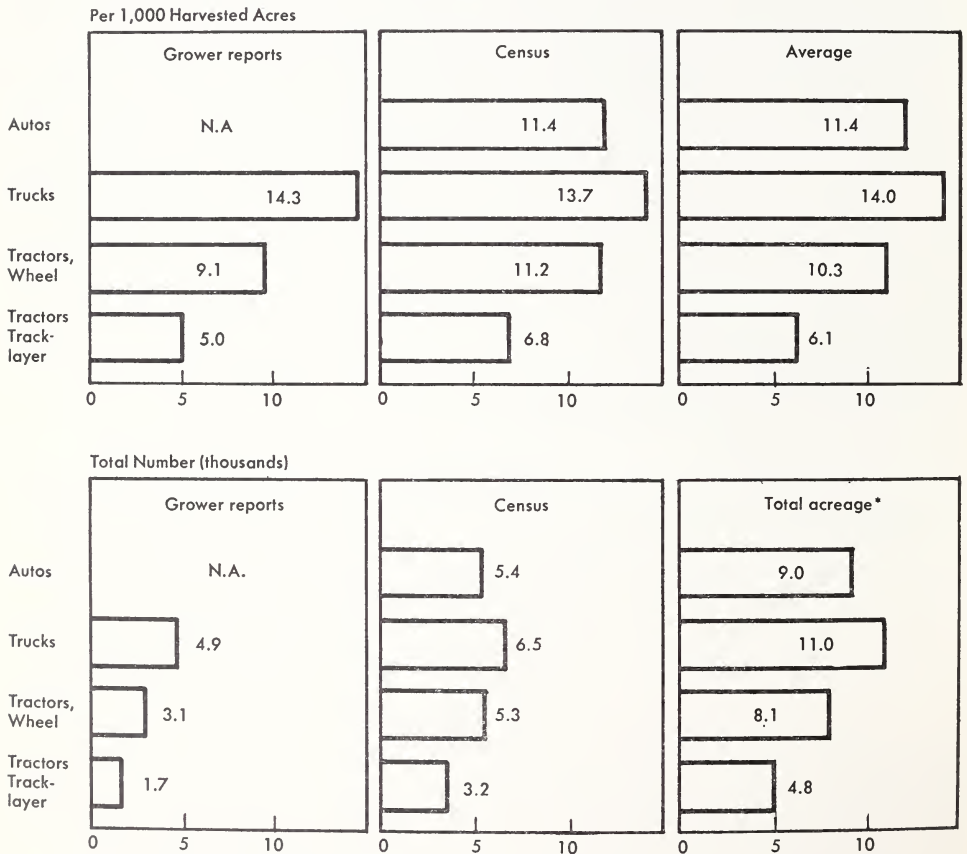 Per 1,000 Harvested Acres
Grower reports
Census
Average
Autos
N.A
11.4
11.4
Trucks
14.3
13.7
14.0
Tractors,
Wheel
9.1
11.2
10.3
Tractors
Track-
layer
5.0
6.8
6.1
0 5 10
0 5 10
0 5 10
Total Number (thousands)
Grower reports
Census
Total acreage*
Autos
N.A.
5.4
9.0
Trucks
4.9
6.5
11.0
Tractors,
Wheel
3.1
5.3
8.1
Tractors
Track-
layer
1.7
3.2
4.8
0 5 10
0 5 10
0 5 10